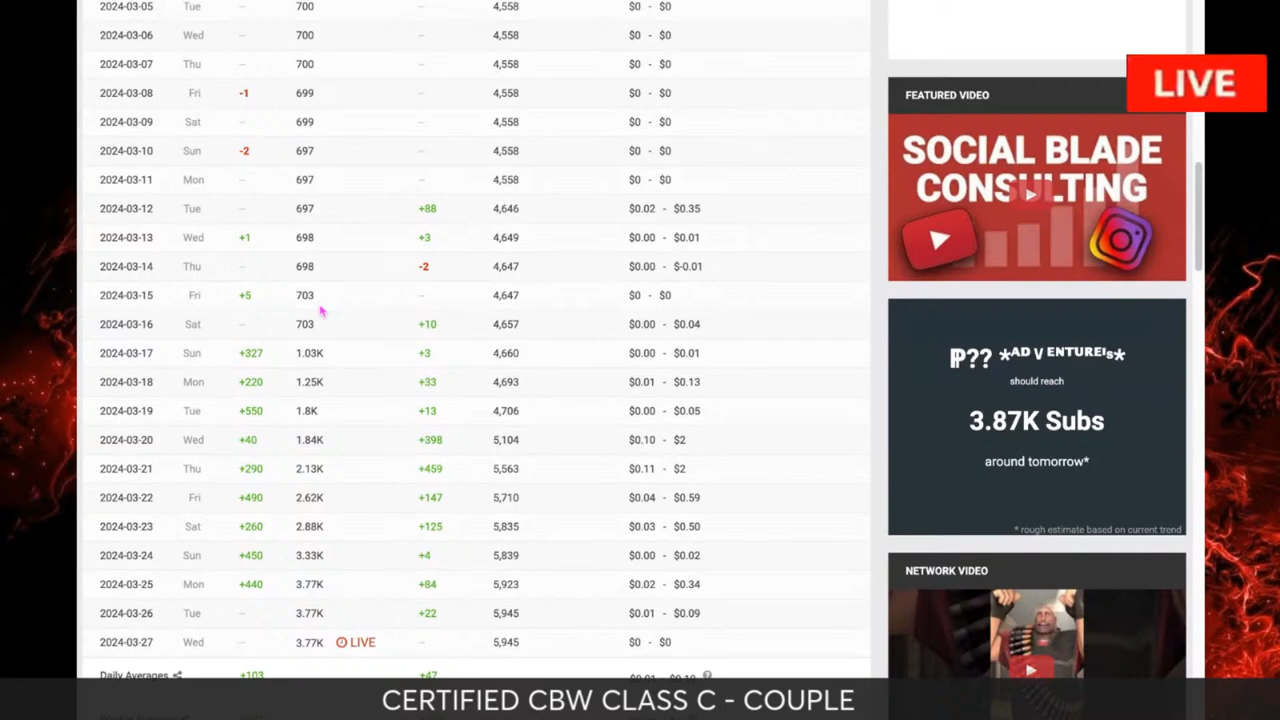 2024-03-05 Tue -- 700 -- 4,558 $0 - $0
2024-03-06 Wed -- 700 -- 4,558 $0 - $0
2024-03-07 Thu -- 700 -- 4,558 $0 - $0
2024-03-08 Fri -1 699 -- 4,558 $0 - $0
2024-03-09 Sat -- 699 -- 4,558 $0 - $0
2024-03-10 Sun -2 697 -- 4,558 $0 - $0
2024-03-11 Mon -- 697 -- 4,558 $0 - $0
2024-03-12 Tue -- 697 +88 4,646 $0.02 - $0.35
2024-03-13 Wed +1 698 +3 4,649 $0.00 - $0.01
2024-03-14 Thu -- 698 -2 4,647 $0.00 - $-0.01
2024-03-15 Fri +5 703 -- 4,647 $0 - $0
2024-03-16 Sat -- 703 +10 4,657 $0.00 - $0.04
2024-03-17 Sun +327 1.03K +3 4,660 $0.00 - $0.01
2024-03-18 Mon +220 1.25K +33 4,693 $0.01 - $0.13
2024-03-19 Tue +550 1.8K +13 4,706 $0.00 - $0.05
2024-03-20 Wed +40 1.84K +398 5,104 $0.10 - $2
2024-03-21 Thu +290 2.13K +459 5,563 $0.11 - $2
2024-03-22 Fri +490 2.62K +147 5,710 $0.04 - $0.59
2024-03-23 Sat +260 2.88K +125 5,835 $0.03 - $0.50
2024-03-24 Sun +450 3.33K +4 5,839 $0.00 - $0.02
2024-03-25 Mon +440 3.77K +84 5,923 $0.02 - $0.34
2024-03-26 Tue -- 3.77K +22 5,945 $0.01 - $0.09
2024-03-27 Wed -- 3.77K LIVE -- 5,945 $0 - $0
Daily Averages +103 +47
LIVE
FEATURED VIDEO
SOCIAL BLADE
CONSULTING
ℙ?? *ᴬᴰ ⱽ ᴱᴺᵀᵁᴿᴱᴵˢ*
should reach
3.87K Subs
around tomorrow*
* rough estimate based on current trend
NETWORK VIDEO
CERTIFIED CBW CLASS C - COUPLE